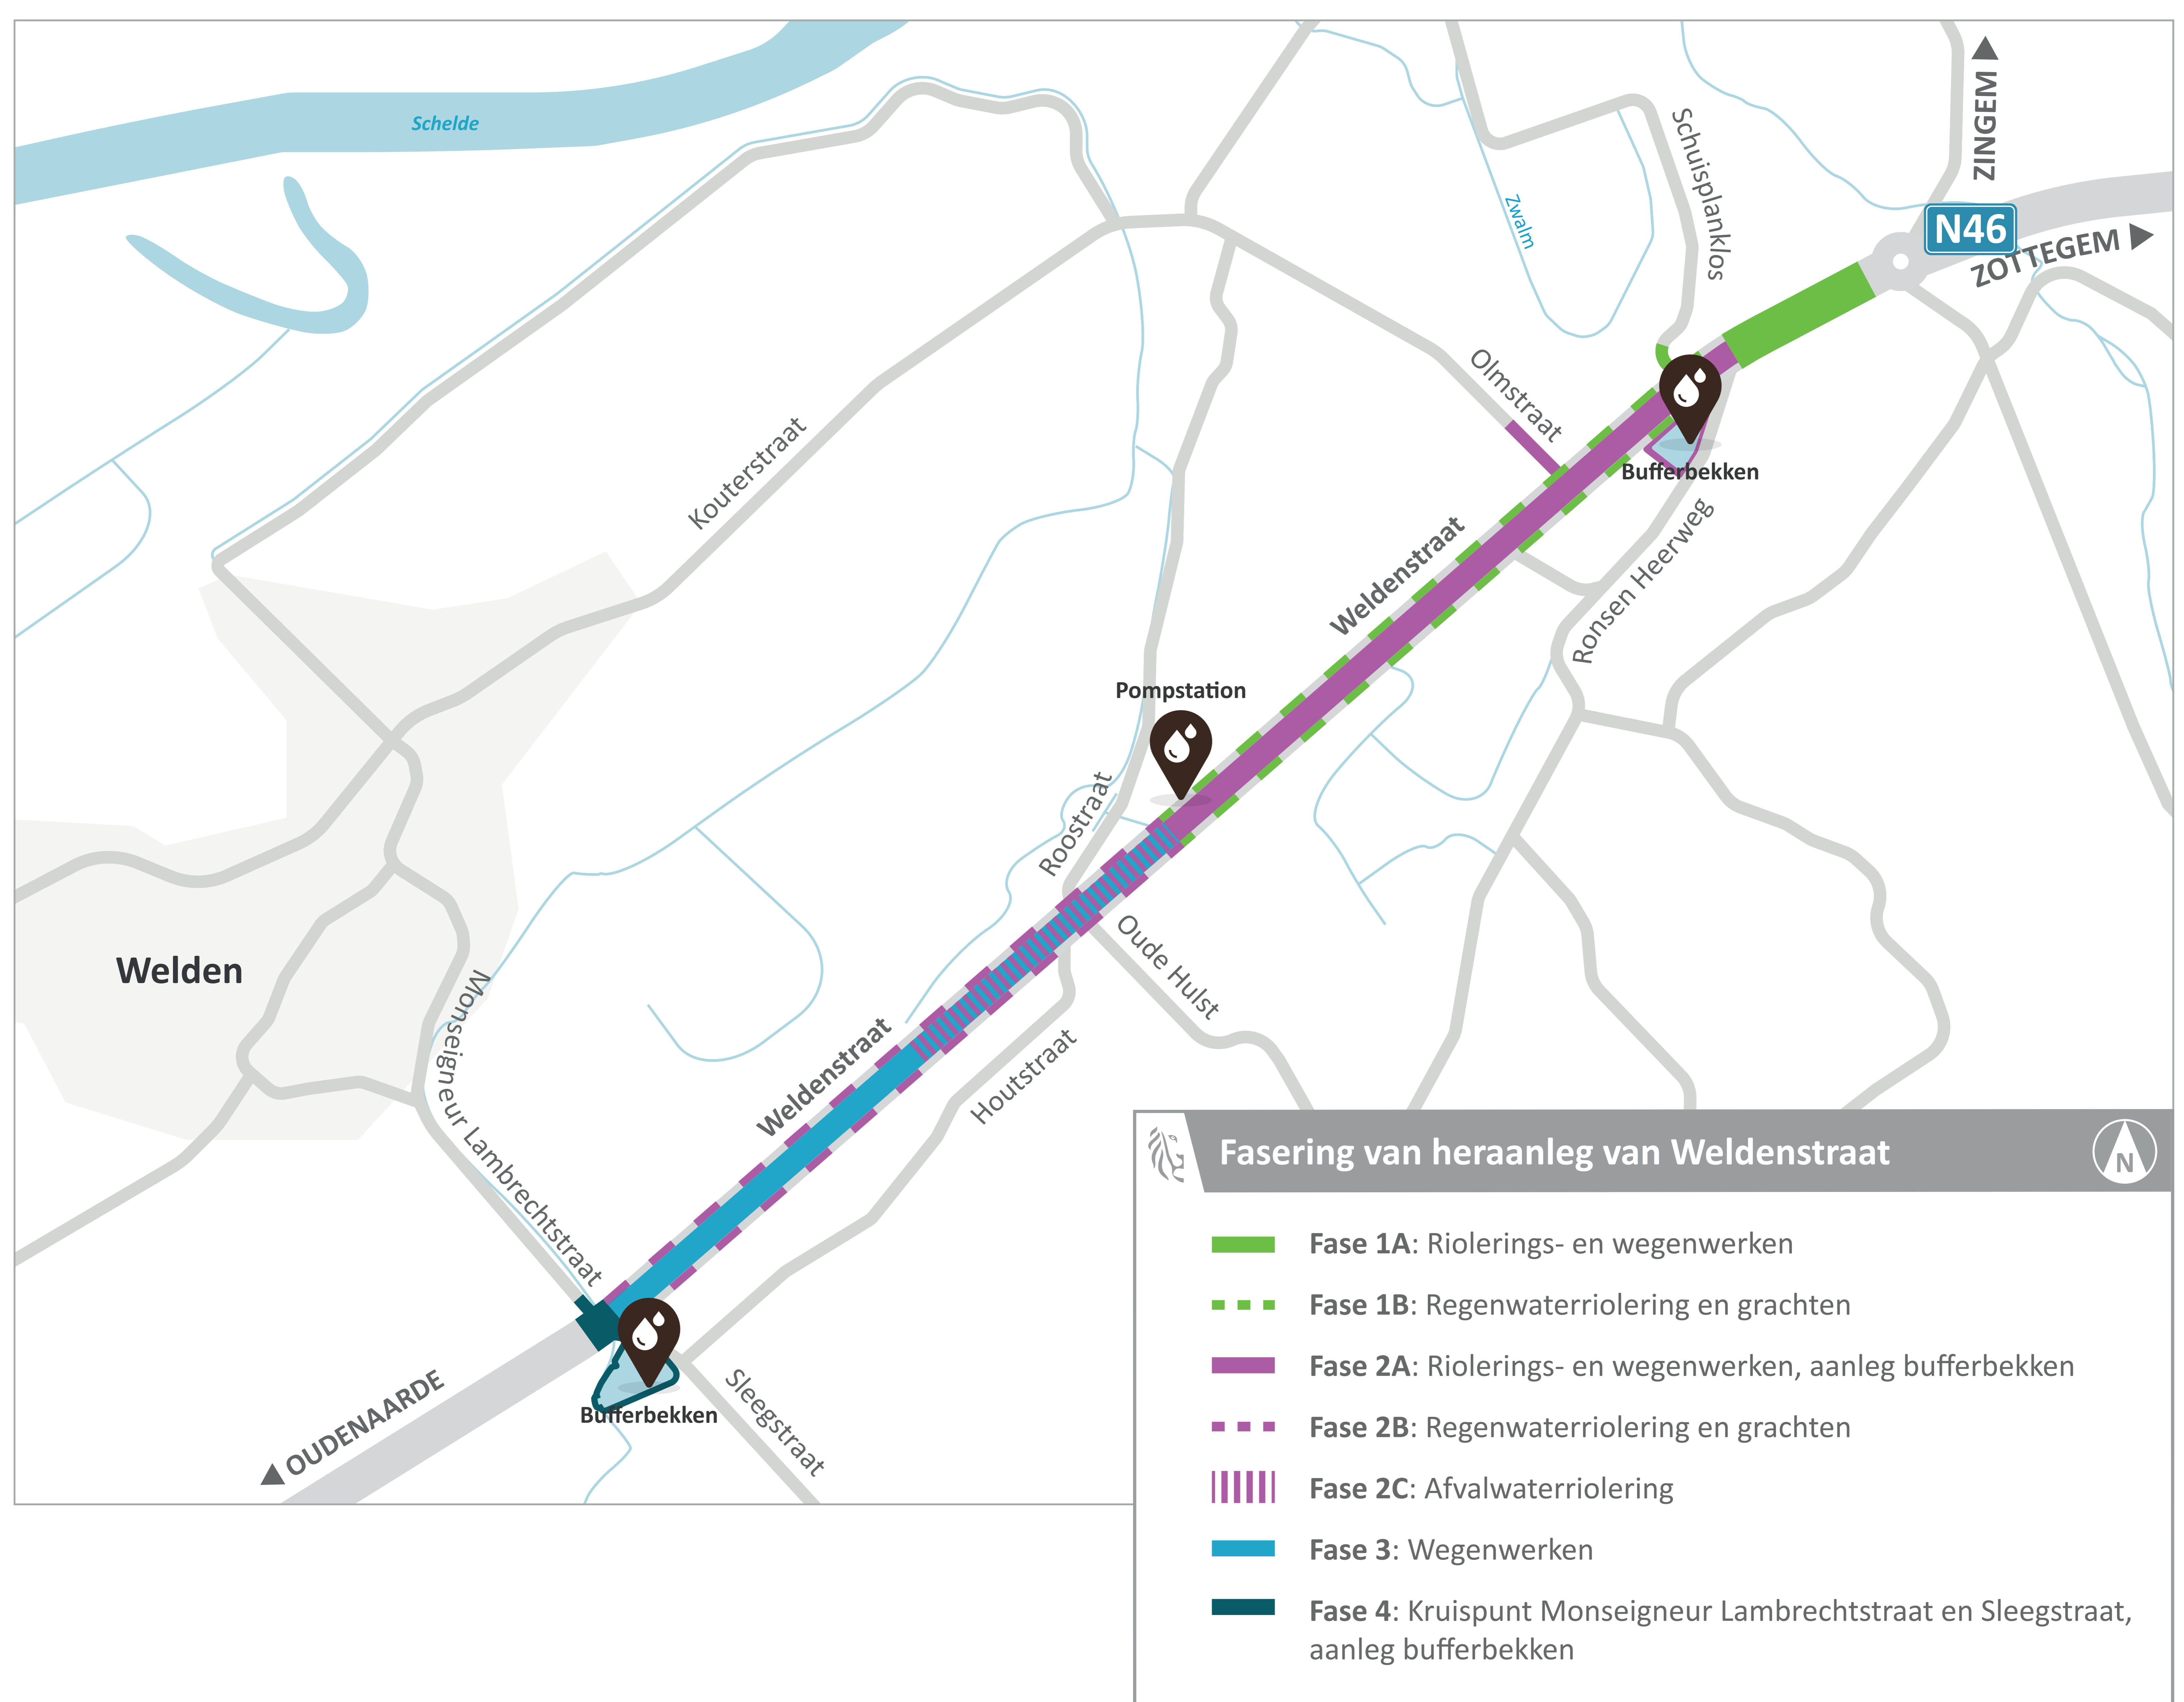 Schelde
ZINGEM
Schuisplanklos
Zwalm
N46
ZOTTEGEM
Olmstraat
Kouterstraat
Bufferbekken
Weldenstraat
Ronsen Heerweg
Pompstation
Roostraat
Oude Hulst
Welden
Monseigneur Lambrechtstraat
Weldenstraat
Houtstraat
Bufferbekken
Sleegstraat
OUDENAARDE
Fasering van heraanleg van Weldenstraat
N
Fase 1A: Riolerings- en wegenwerken
Fase 1B: Regenwaterriolering en grachten
Fase 2A: Riolerings- en wegenwerken, aanleg bufferbekken
Fase 2B: Regenwaterriolering en grachten
Fase 2C: Afvalwaterriolering
Fase 3: Wegenwerken
Fase 4: Kruispunt Monseigneur Lambrechtstraat en Sleegstraat,
aanleg bufferbekken